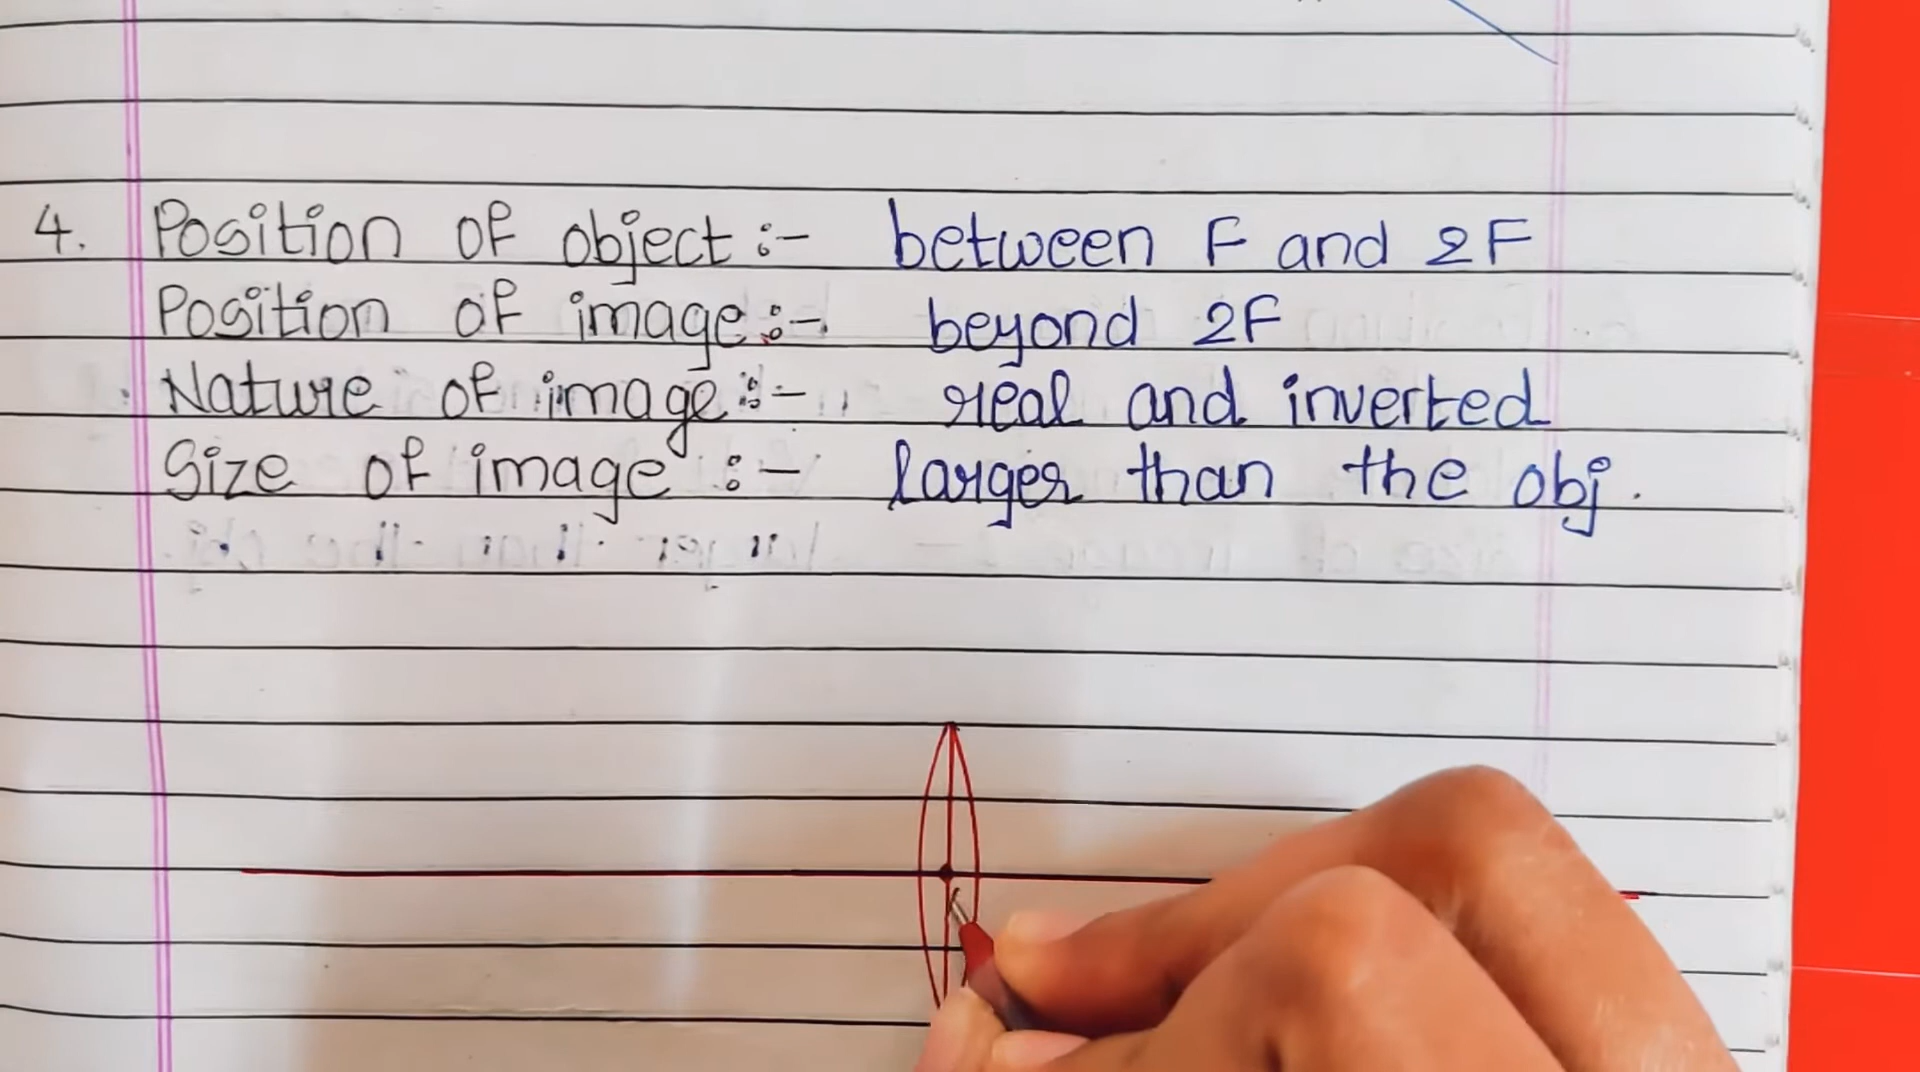 4. Position of object :- between F and 2F
Position of image :- beyond 2F
Nature of image :- real and inverted
Size of image :- larger than the obj.